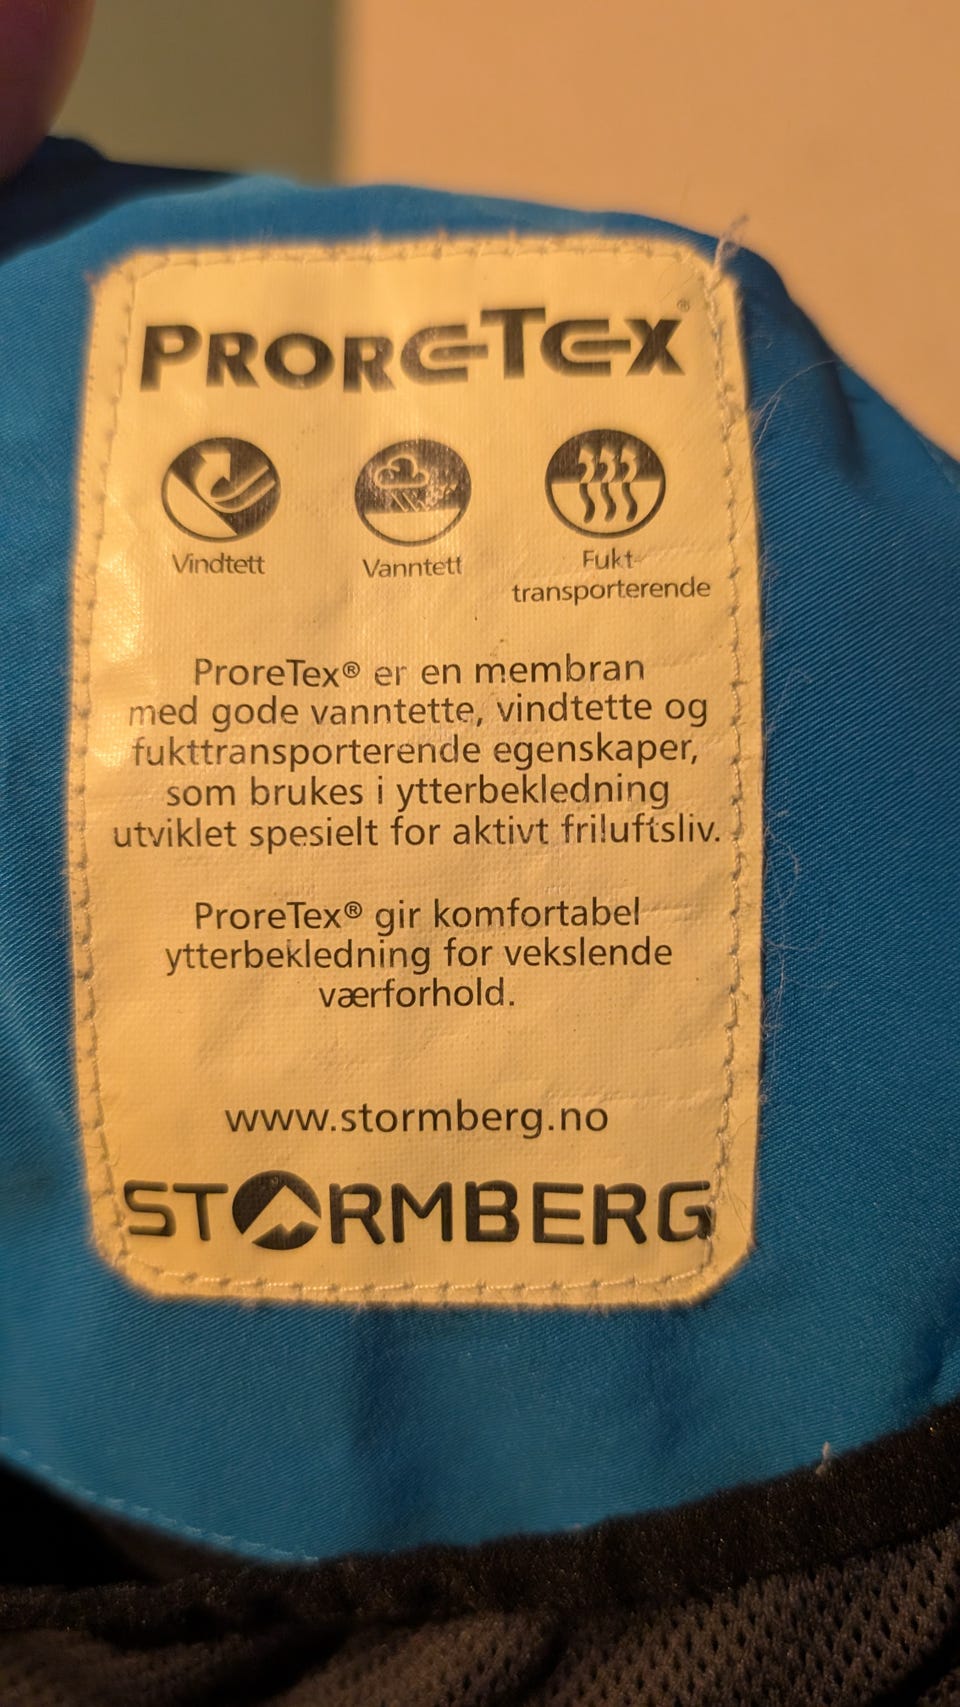 PRORETEX®
Vindtett
Vanntett
Fukt-
transporterende
ProreTex® er en membran
med gode vanntette, vindtette og
fukttransporterende egenskaper,
som brukes i ytterbekledning
utviklet spesielt for aktivt friluftsliv.
ProreTex® gir komfortabel
ytterbekledning for vekslende
værforhold.
www.stormberg.no
STORMBERG